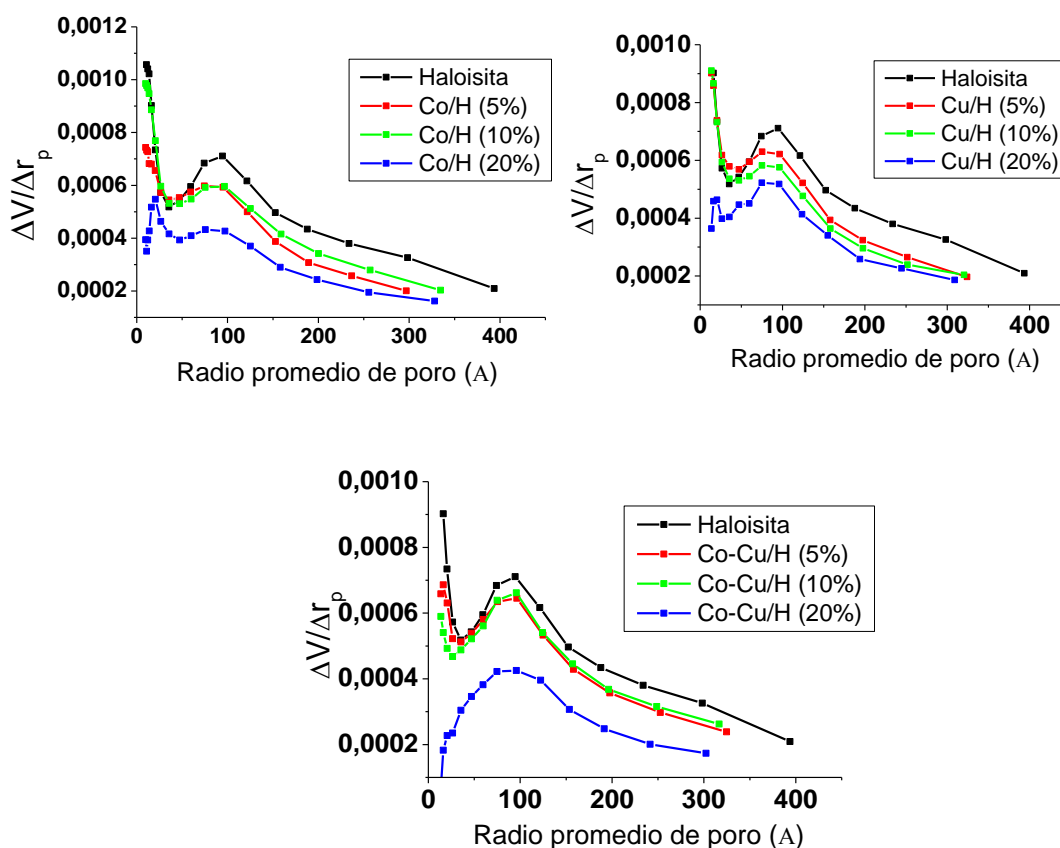 ΔV/Δr_p
0,0012
0,0010
0,0008
0,0006
0,0004
0,0002
0 100 200 300 400
Radio promedio de poro (A)
Haloisita
Co/H (5%)
Co/H (10%)
Co/H (20%)
ΔV/Δr_p
0,0010
0,0008
0,0006
0,0004
0,0002
0 100 200 300 400
Radio promedio de poro (A)
Haloisita
Cu/H (5%)
Cu/H (10%)
Cu/H (20%)
ΔV/Δr_p
0,0010
0,0008
0,0006
0,0004
0,0002
0 100 200 300 400
Radio promedio de poro (A)
Haloisita
Co-Cu/H (5%)
Co-Cu/H (10%)
Co-Cu/H (20%)